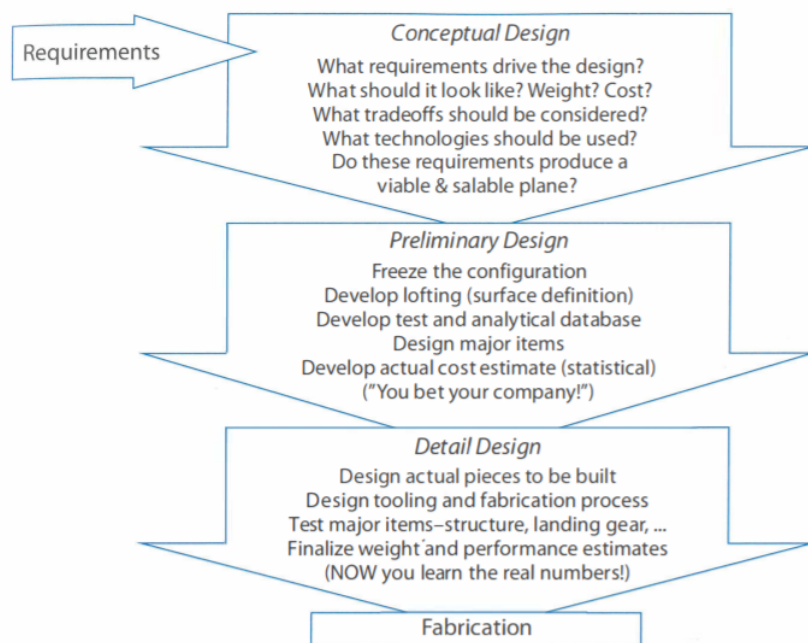 Requirements
Conceptual Design
What requirements drive the design?
What should it look like? Weight? Cost?
What tradeoffs should be considered?
What technologies should be used?
Do these requirements produce a
viable & salable plane?
Preliminary Design
Freeze the configuration
Develop lofting (surface definition)
Develop test and analytical database
Design major items
Develop actual cost estimate (statistical)
("You bet your company!")
Detail Design
Design actual pieces to be built
Design tooling and fabrication process
Test major items–structure, landing gear, ...
Finalize weight and performance estimates
(NOW you learn the real numbers!)
Fabrication